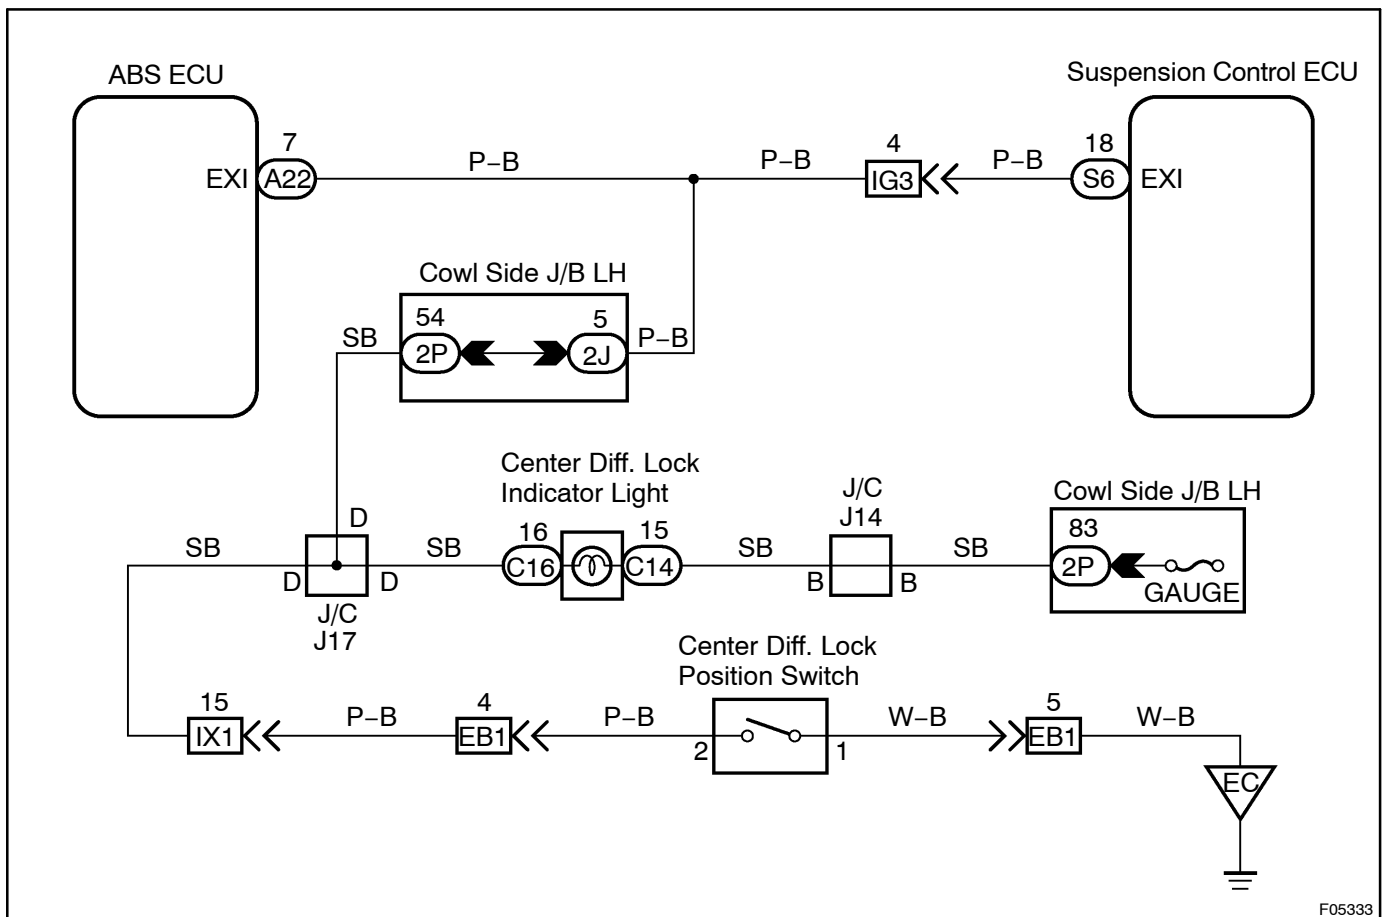 ABS ECU
Suspension Control ECU
7
4
18
P–B
P–B
P–B
EXI
A22
IG3
S6
EXI
Cowl Side J/B LH
54
5
SB
P–B
2P
2J
Center Diff. Lock
Indicator Light
J/C
J14
Cowl Side J/B LH
D
16
15
83
SB
SB
SB
SB
C16
C14
2P
D
D
B
B
GAUGE
J/C
J17
Center Diff. Lock
Position Switch
15
4
5
P–B
P–B
W–B
W–B
IX1
EB1
2
1
EB1
EC
F05333